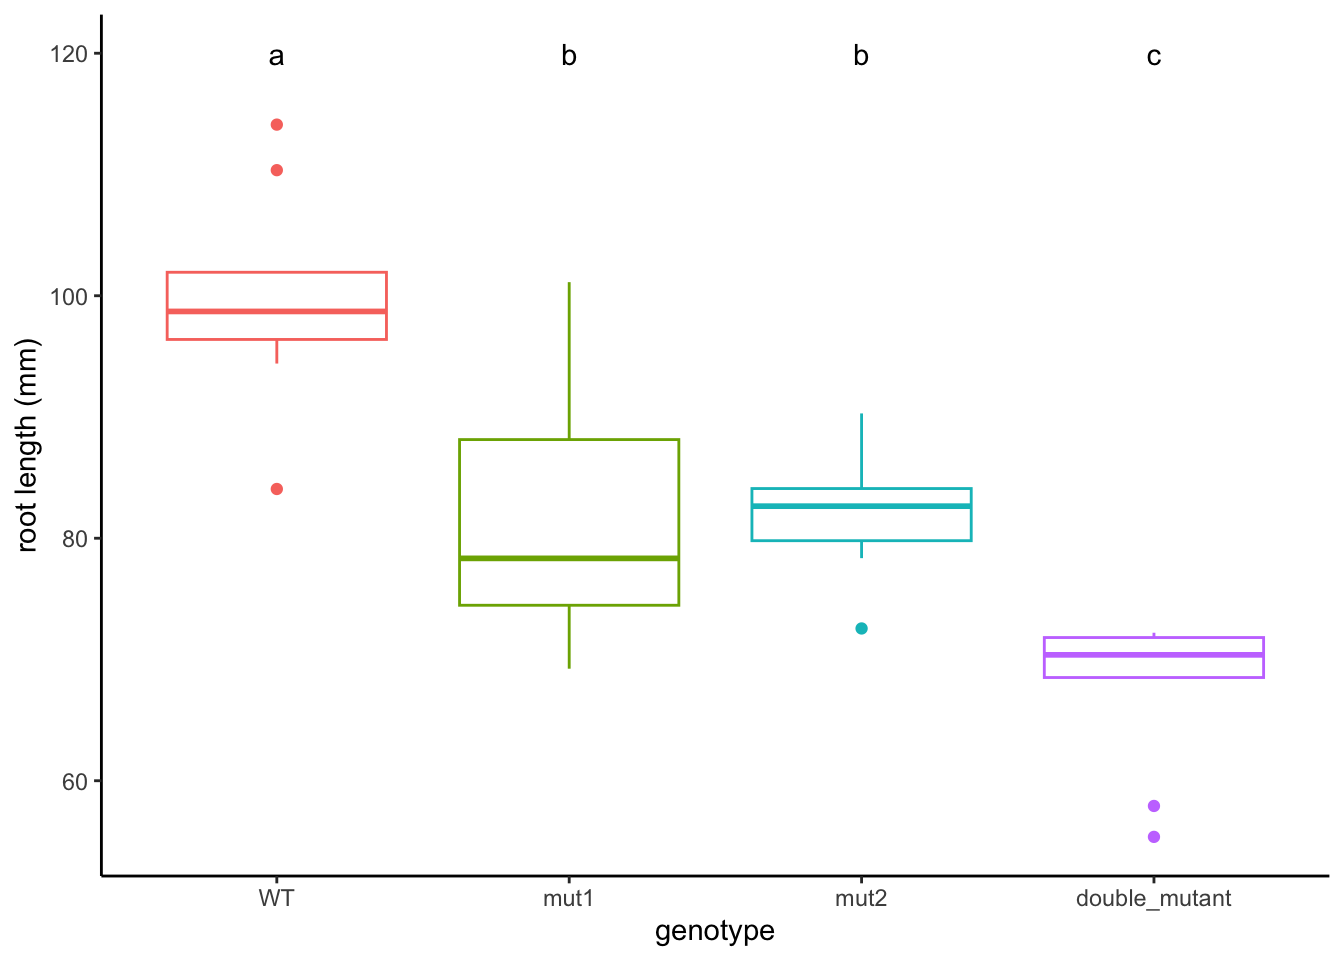 a b b c
120
100
80
60
root length (mm)
WT mut1 mut2 double_mutant
genotype